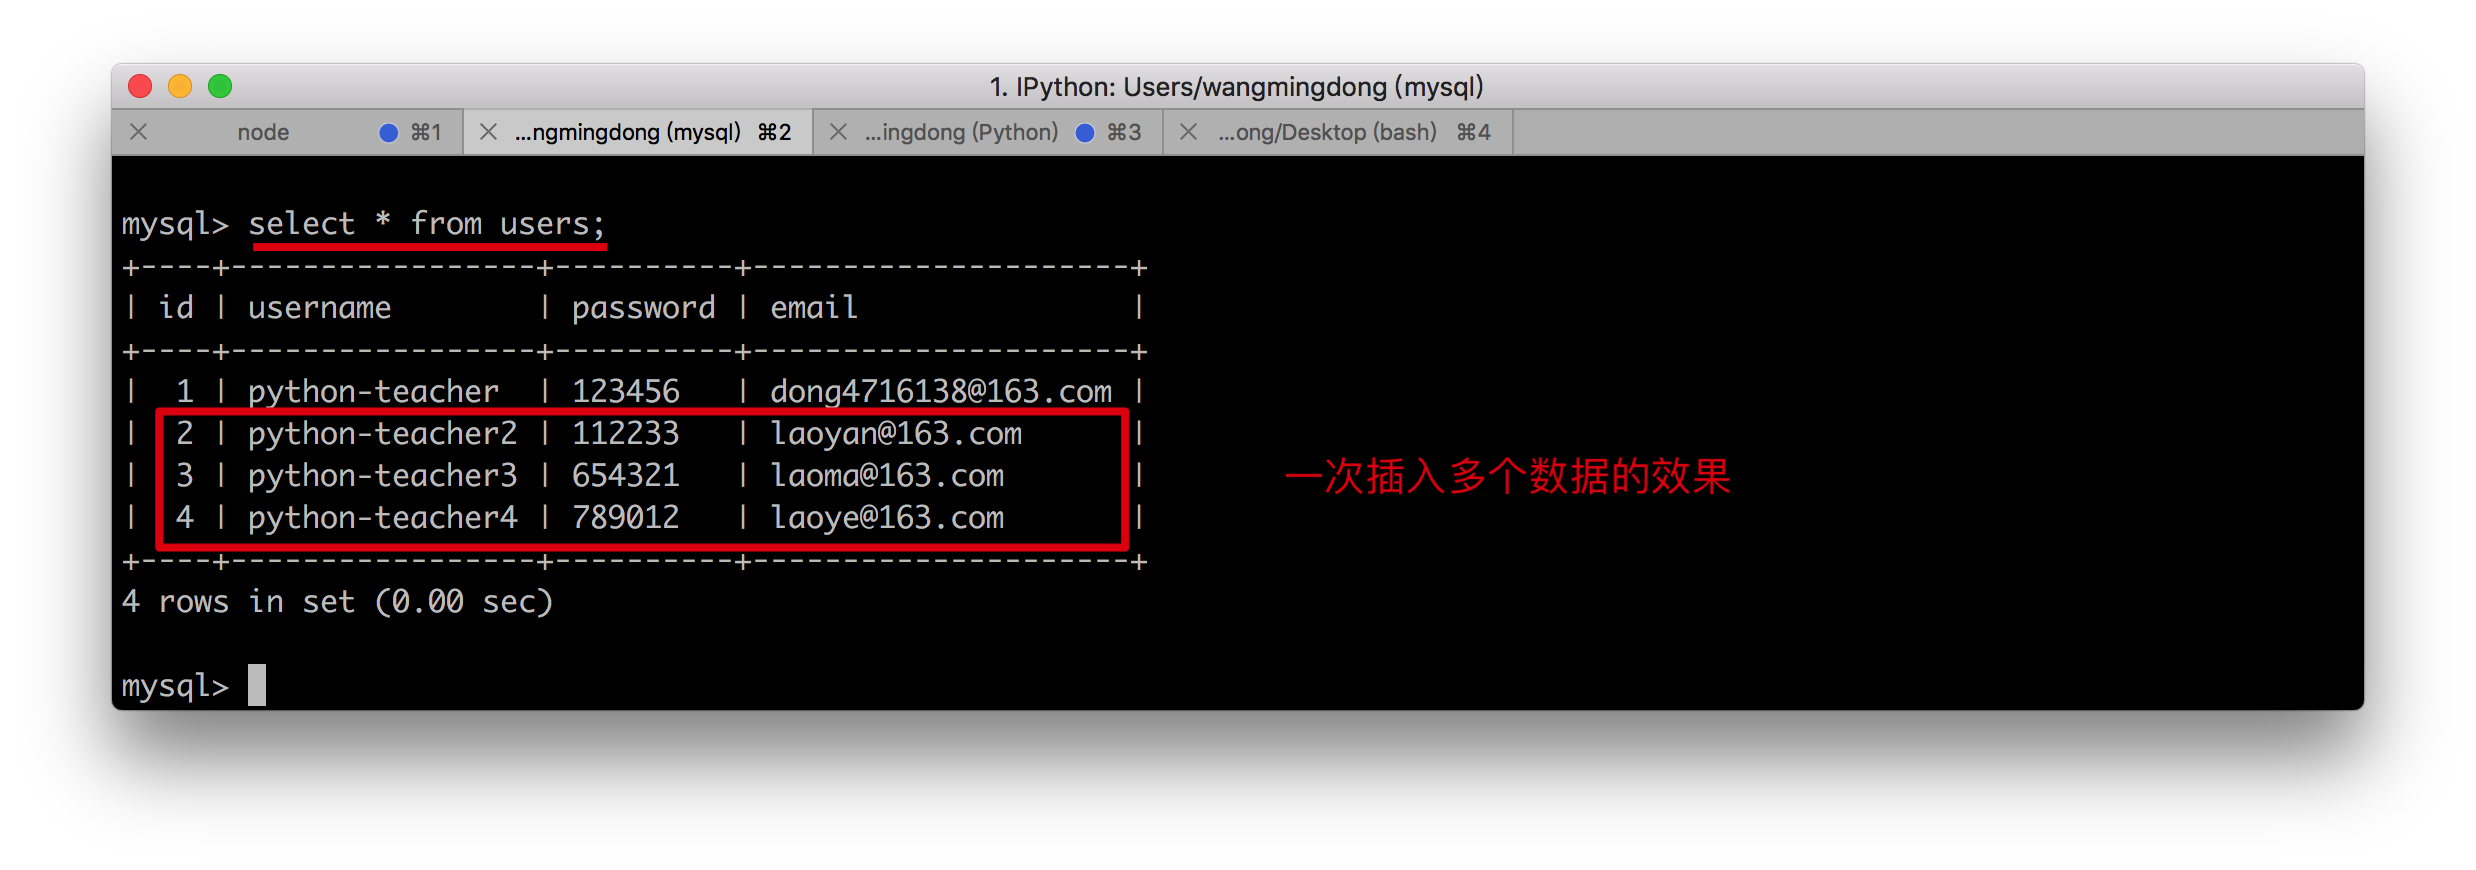 1. IPython: Users/wangmingdong (mysql)
node ⌘1 …ngmingdong (mysql) ⌘2 …ingdong (Python) ⌘3 …ong/Desktop (bash) ⌘4
mysql> select * from users;
+----+-----------------+----------+---------------------+
| id | username        | password | email               |
+----+-----------------+----------+---------------------+
|  1 | python-teacher  | 123456   | dong4716138@163.com |
|  2 | python-teacher2 | 112233   | laoyan@163.com      |
|  3 | python-teacher3 | 654321   | laoma@163.com       |
一次插入多个数据的效果
|  4 | python-teacher4 | 789012   | laoye@163.com       |
+----+-----------------+----------+---------------------+
4 rows in set (0.00 sec)
mysql>